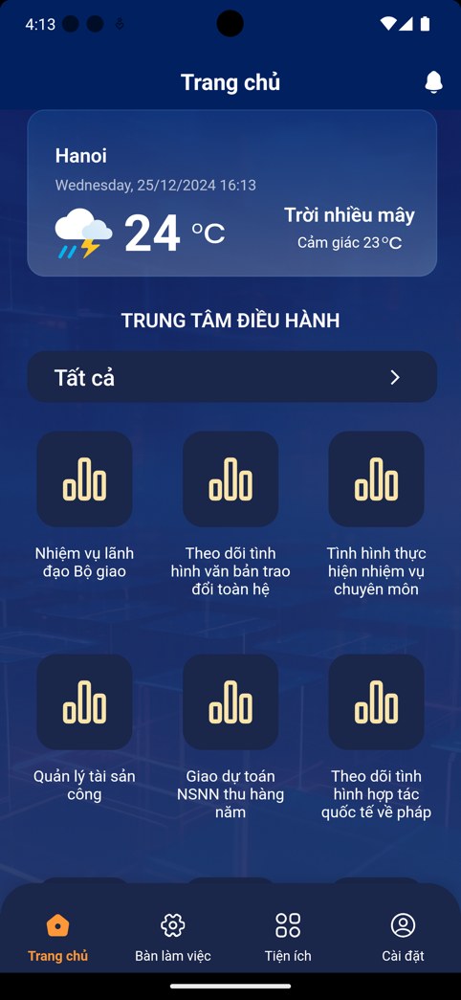 4:13
Trang chủ
Hanoi
Wednesday, 25/12/2024 16:13
24 °C
Trời nhiều mây
Cảm giác 23°C
TRUNG TÂM ĐIỀU HÀNH
Tất cả
Nhiệm vụ lãnh
đạo Bộ giao
Theo dõi tình
hình văn bản trao
đổi toàn hệ
Tình hình thực
hiện nhiệm vụ
chuyên môn
Quản lý tài sản
công
Giao dự toán
NSNN thu hàng
năm
Theo dõi tình
hình hợp tác
quốc tế về pháp
Trang chủ
Bàn làm việc
Tiện ích
Cài đặt